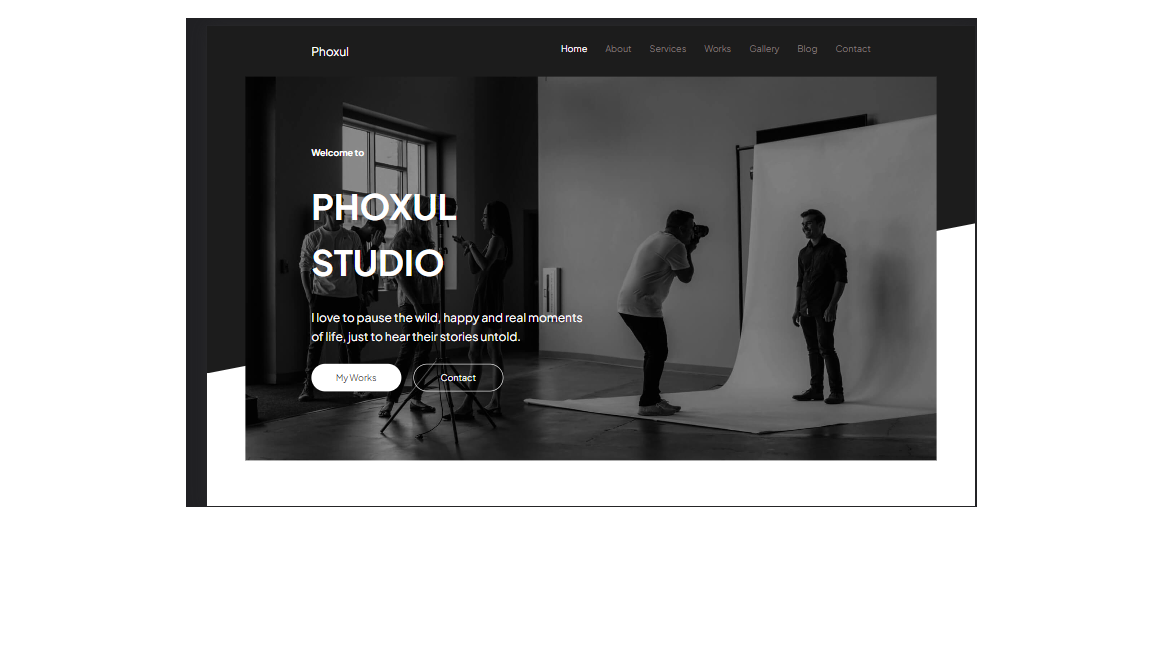 Phoxul
Home About Services Works Gallery Blog Contact
Welcome to
PHOXUL
STUDIO
I love to pause the wild, happy and real moments
of life, just to hear their stories untold.
My Works Contact